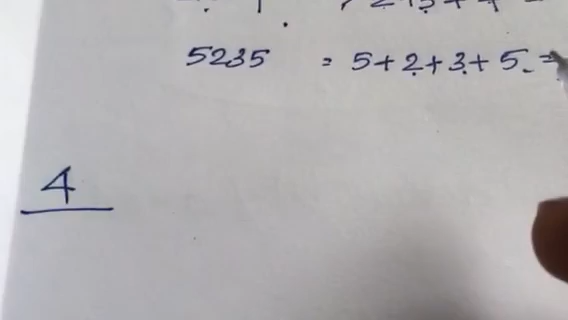 5235 = 5+2+3+5 =
4